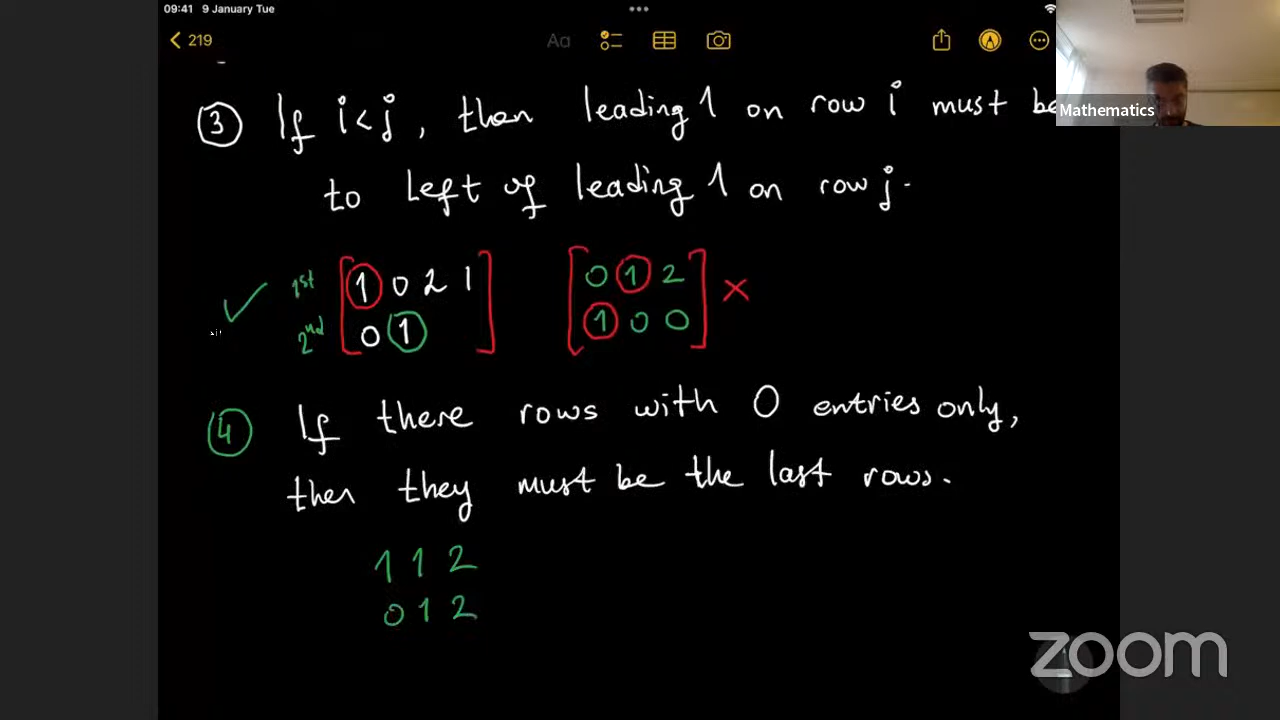 09:41 9 January Tue
219
Aa
Mathematics
③ If i < j, then leading 1 on row i must be
to left of leading 1 on row j.
1st 1 0 2 1
2nd 0 1
0 1 2
1 0 0
④ If there rows with 0 entries only,
then they must be the last rows.
1 1 2
0 1 2
zoom